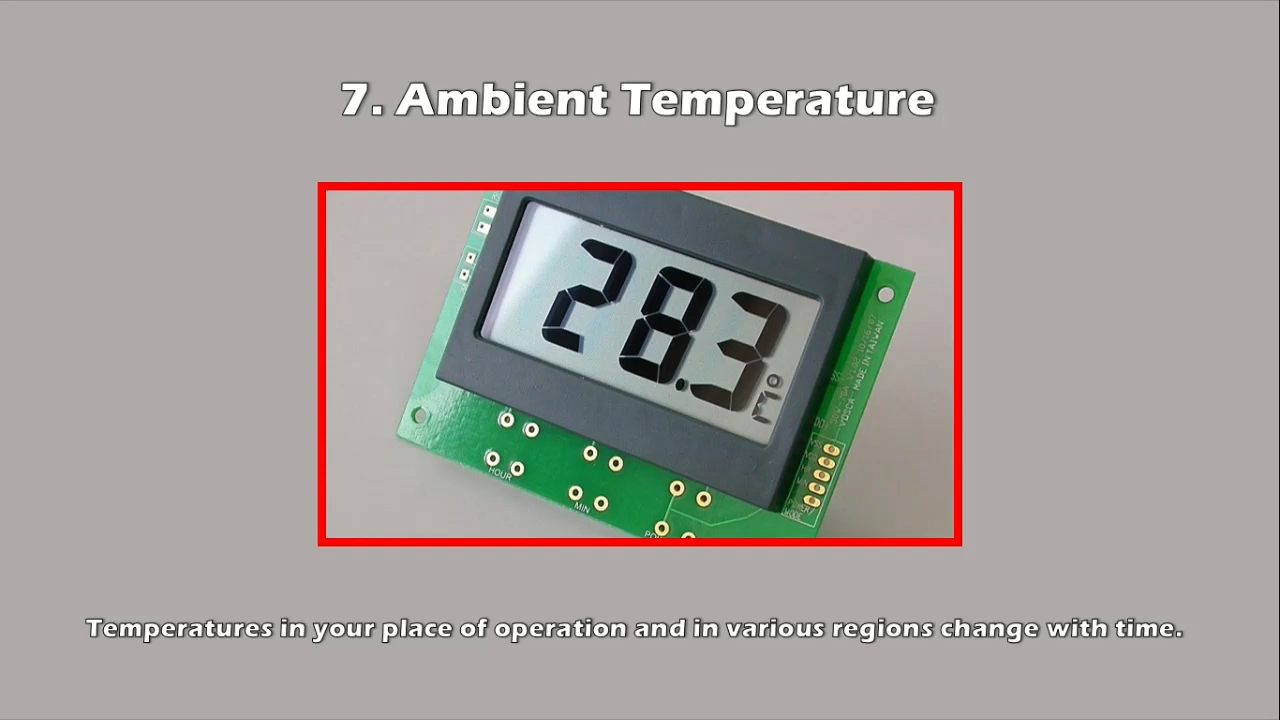 7. Ambient Temperature
28.3
MADE IN TAIWAN
HOUR
MIN
Temperatures in your place of operation and in various regions change with time.